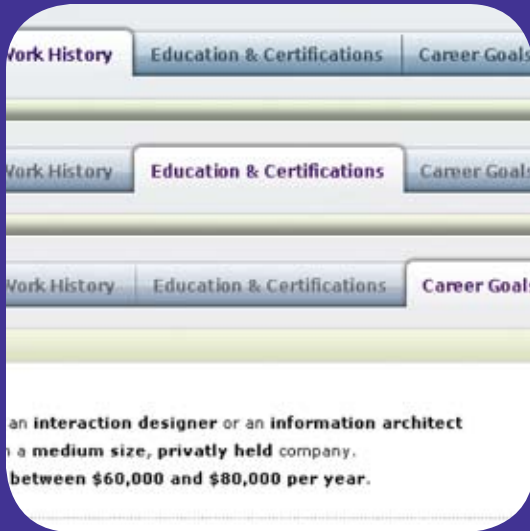 Work History Education & Certifications Career Goals
Work History Education & Certifications Career Goals
Work History Education & Certifications Career Goals
an interaction designer or an information architect
a medium size, privatly held company.
between $60,000 and $80,000 per year.